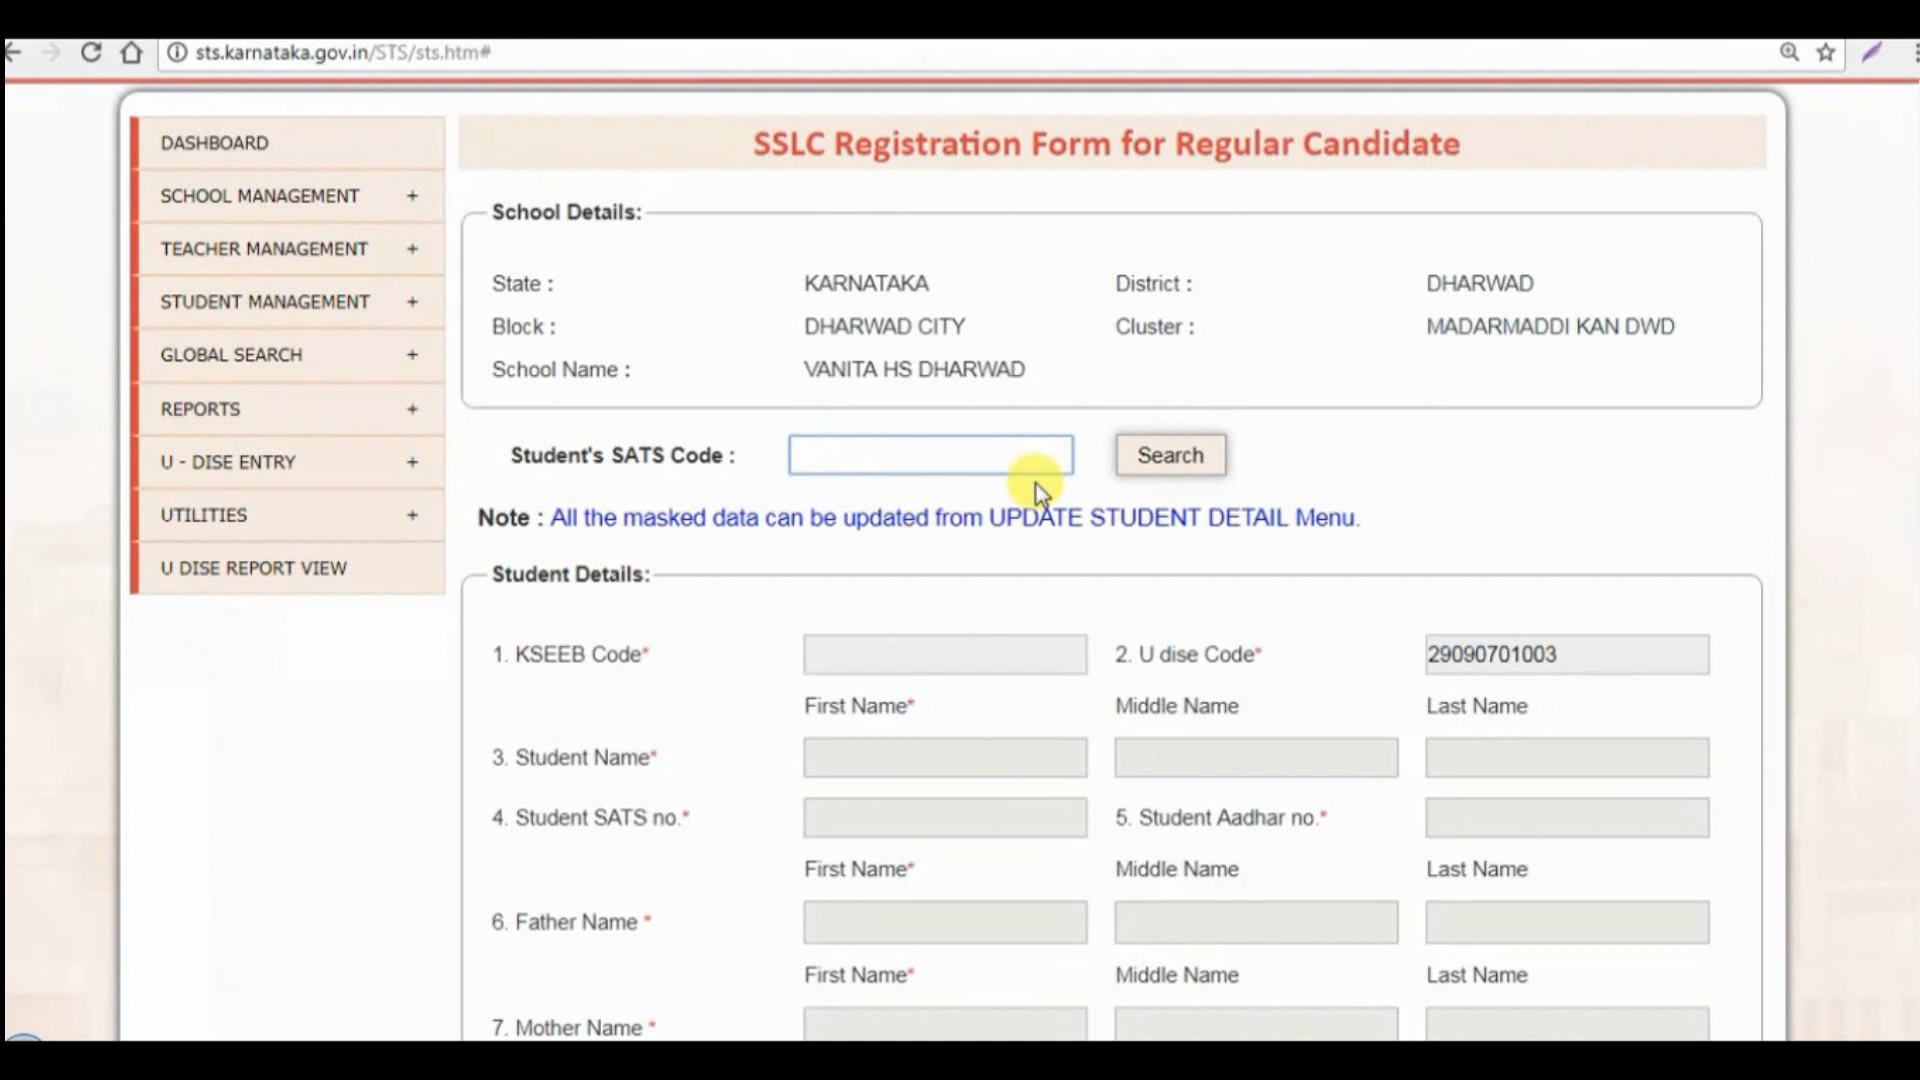 sts.karnataka.gov.in/STS/sts.htm#
SSLC Registration Form for Regular Candidate
DASHBOARD
SCHOOL MANAGEMENT +
TEACHER MANAGEMENT +
STUDENT MANAGEMENT +
GLOBAL SEARCH +
REPORTS +
U - DISE ENTRY +
UTILITIES +
U DISE REPORT VIEW
School Details:
State : KARNATAKA District : DHARWAD
Block : DHARWAD CITY Cluster : MADARMADDI KAN DWD
School Name : VANITA HS DHARWAD
Student's SATS Code : Search
Note : All the masked data can be updated from UPDATE STUDENT DETAIL Menu.
Student Details:
1. KSEEB Code* 2. U dise Code* 29090701003
First Name* Middle Name Last Name
3. Student Name*
4. Student SATS no.* 5. Student Aadhar no.*
First Name* Middle Name Last Name
6. Father Name *
First Name* Middle Name Last Name
7. Mother Name *